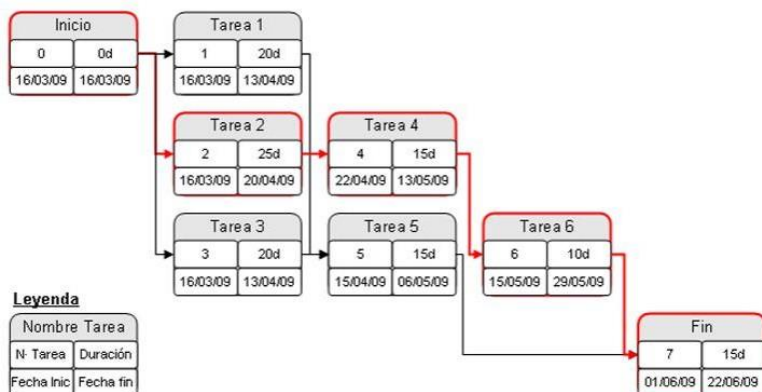 Inicio
0 0d
16/03/09 16/03/09
Tarea 1
1 20d
16/03/09 13/04/09
Tarea 2
2 25d
16/03/09 20/04/09
Tarea 4
4 15d
22/04/09 13/05/09
Tarea 3
3 20d
16/03/09 13/04/09
Tarea 5
5 15d
15/04/09 06/05/09
Tarea 6
6 10d
15/05/09 29/05/09
Leyenda
Nombre Tarea
N· Tarea Duración
Fecha Inic Fecha fin
Fin
7 15d
01/06/09 22/06/09